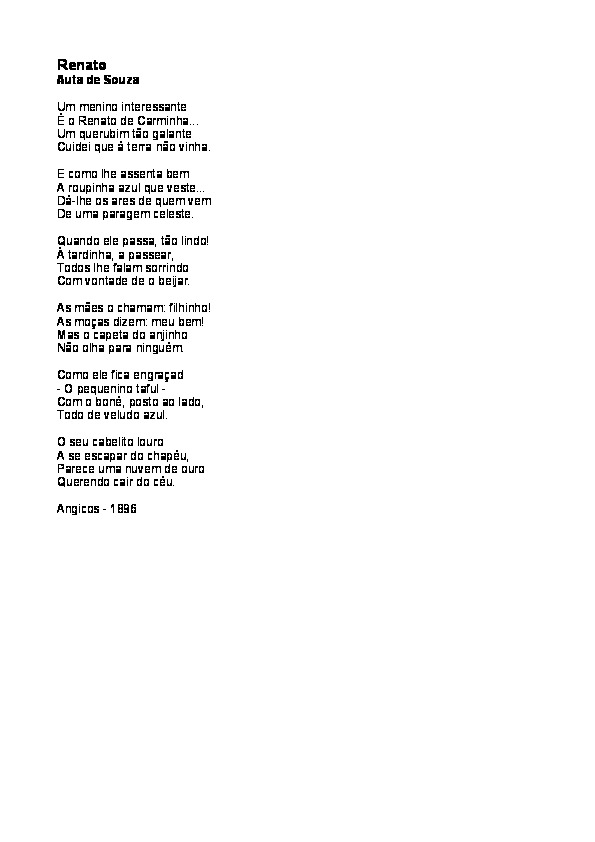 Renato
Auta de Souza
Um menino interessante
É o Renato de Carminha...
Um querubim tão galante
Cuidei que à terra não vinha.
E como lhe assenta bem
A roupinha azul que veste...
Dá-lhe os ares de quem vem
De uma paragem celeste.
Quando ele passa, tão lindo!
À tardinha, a passear,
Todos lhe falam sorrindo
Com vontade de o beijar.
As mães o chamam: filhinho!
As moças dizem: meu bem!
Mas o capeta do anjinho
Não olha para ninguém.
Como ele fica engraçad
- O pequenino taful -
Com o boné, posto ao lado,
Todo de veludo azul.
O seu cabelito louro
A se escapar do chapéu,
Parece uma nuvem de ouro
Querendo cair do céu.
Angicos - 1896